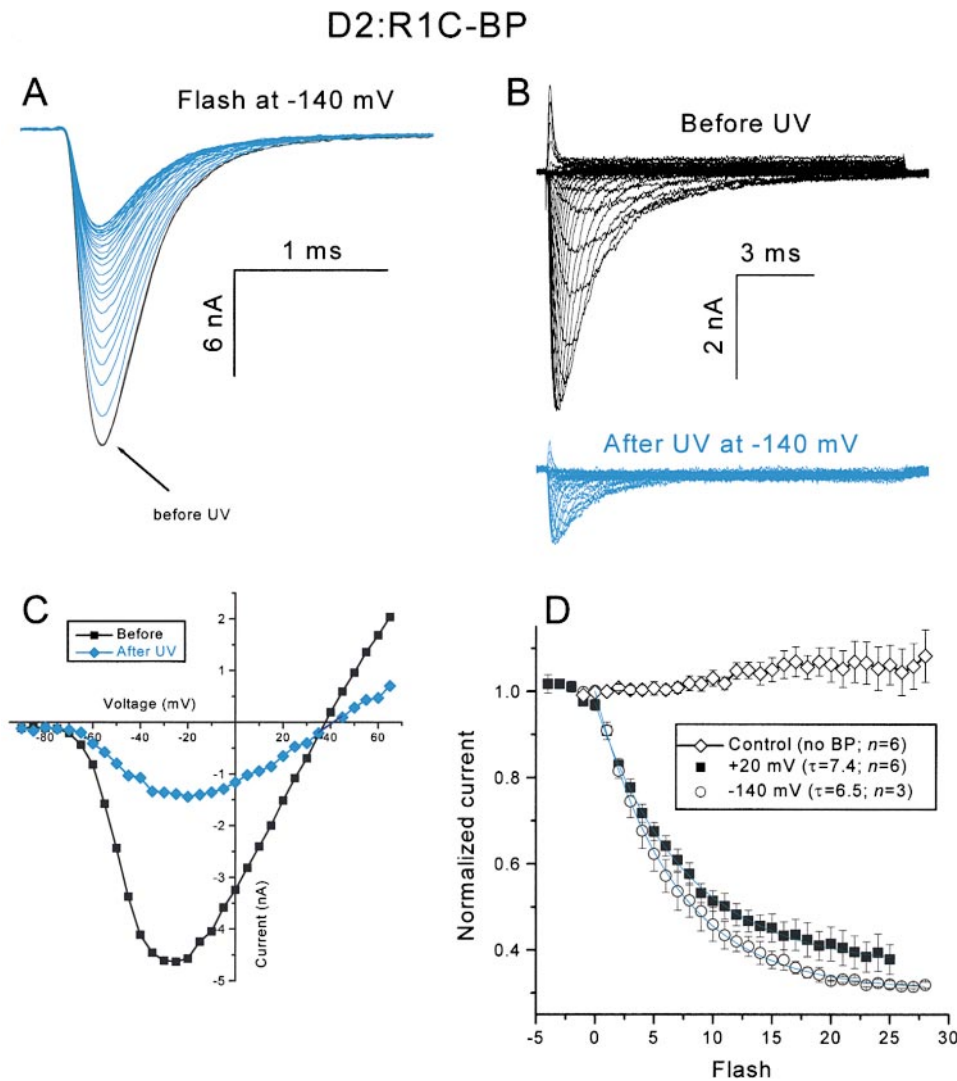 D2:R1C-BP
A
Flash at -140 mV
1 ms
6 nA
before UV
B
Before UV
3 ms
2 nA
After UV at -140 mV
C
Before
After UV
Voltage (mV)
-80 -60 -40 -20 0 20 40 60
2
1
0
-1
-2
-3
-4
-5
Current (nA)
D
Normalized current
1.0
0.8
0.6
0.4
Control (no BP; n=6)
+20 mV (τ=7.4; n=6)
-140 mV (τ=6.5; n=3)
-5 0 5 10 15 20 25 30
Flash